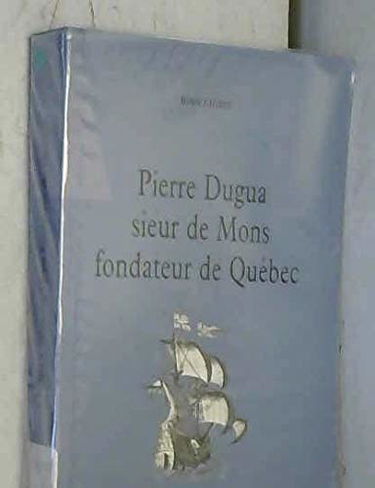 Pierre Dugua
sieur de Mons
fondateur de Québec